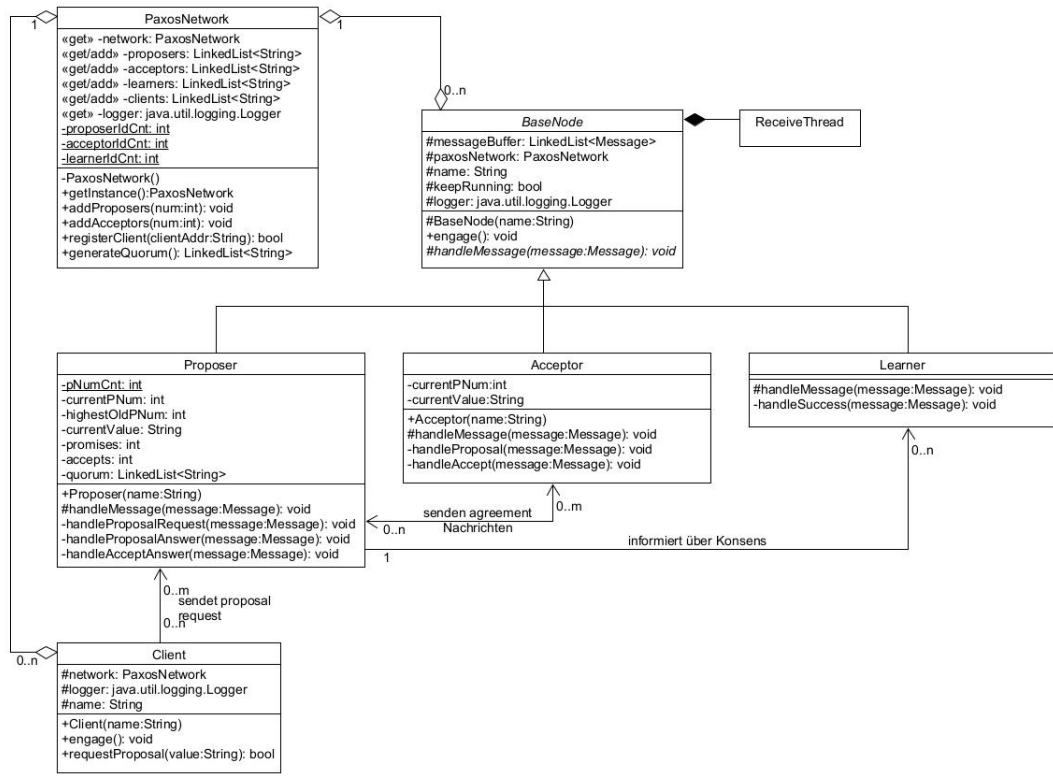 1
PaxosNetwork
«get» -network: PaxosNetwork
«get/add» -proposers: LinkedList<String>
«get/add» -acceptors: LinkedList<String>
«get/add» -learners: LinkedList<String>
«get/add» -clients: LinkedList<String>
«get» -logger: java.util.logging.Logger
-proposerIdCnt: int
-acceptorIdCnt: int
-learnerIdCnt: int
-PaxosNetwork()
+getInstance():PaxosNetwork
+addProposers(num:int): void
+addAcceptors(num:int): void
+registerClient(clientAddr:String): bool
+generateQuorum(): LinkedList<String>
1
0..n
BaseNode
#messageBuffer: LinkedList<Message>
#paxosNetwork: PaxosNetwork
#name: String
#keepRunning: bool
#logger: java.util.logging.Logger
#BaseNode(name:String)
+engage(): void
#handleMessage(message:Message): void
ReceiveThread
Proposer
-pNumCnt: int
-currentPNum: int
-highestOldPNum: int
-currentValue: String
-promises: int
-accepts: int
-quorum: LinkedList<String>
+Proposer(name:String)
#handleMessage(message:Message): void
-handleProposalRequest(message:Message): void
-handleProposalAnswer(message:Message): void
-handleAcceptAnswer(message:Message): void
Acceptor
-currentPNum:int
-currentValue:String
+Acceptor(name:String)
#handleMessage(message:Message): void
-handleProposal(message:Message): void
-handleAccept(message:Message): void
Learner
#handleMessage(message:Message): void
-handleSuccess(message:Message): void
0..n
0..m
senden agreement
Nachrichten
0..n
informiert über Konsens
1
0..m
sendet proposal
request
0..n
0..n
Client
#network: PaxosNetwork
#logger: java.util.logging.Logger
#name: String
+Client(name:String)
+engage(): void
+requestProposal(value:String): bool